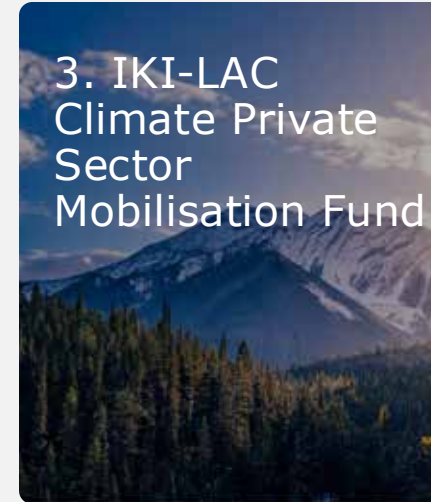 3. IKI-LAC
Climate Private
Sector
Mobilisation Fund